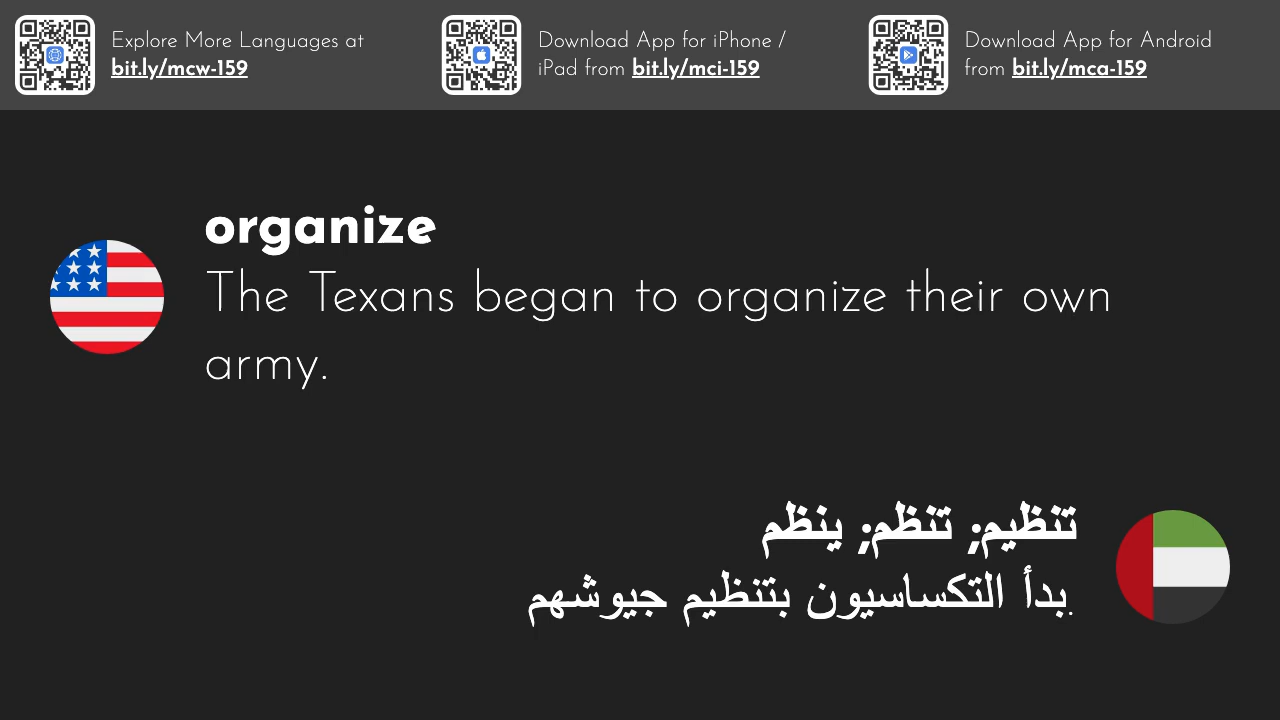 Explore More Languages at
bit.ly/mcw-159
Download App for iPhone /
iPad from bit.ly/mci-159
Download App for Android
from bit.ly/mca-159
organize
The Texans began to organize their own
army.
تنظيم; تنظم; ينظم
بدأ التكساسيون بتنظيم جيوشهم.